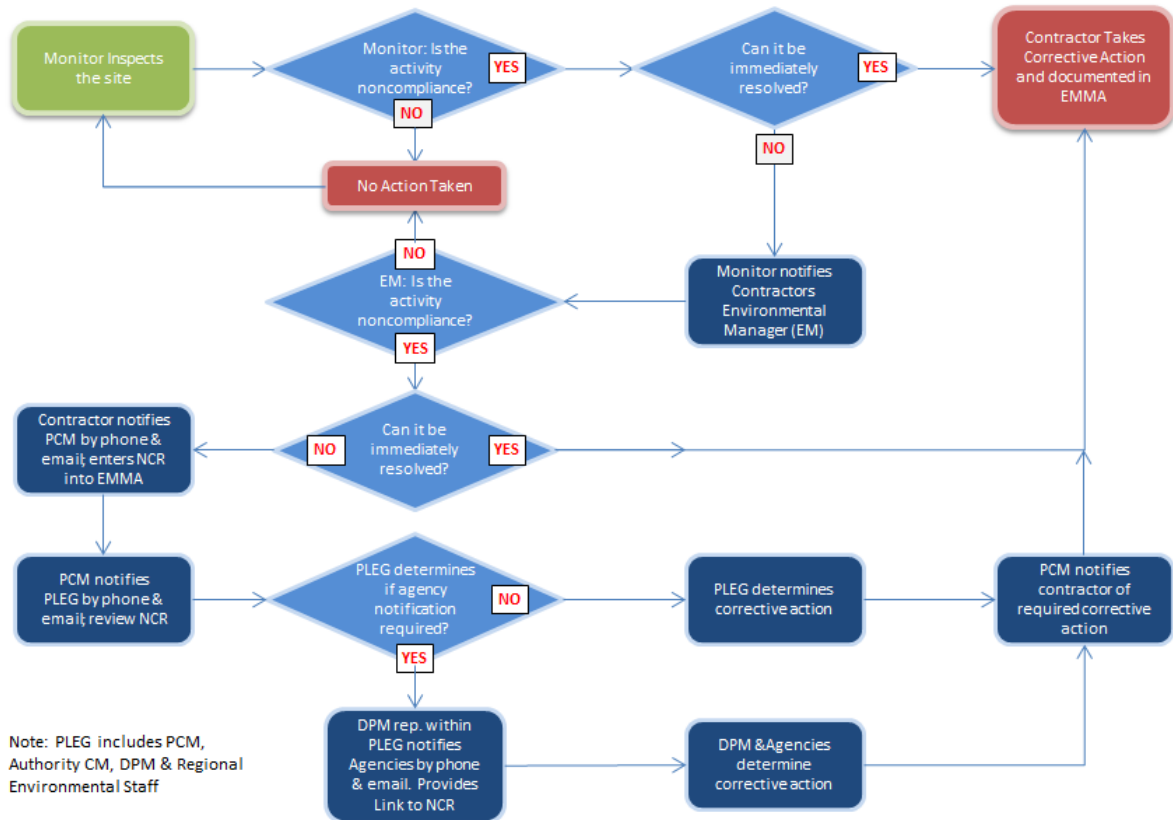 Monitor Inspects
the site
Monitor: Is the
activity
noncompliance?
YES
NO
Can it be
immediately
resolved?
YES
NO
Contractor Takes
Corrective Action
and documented in
EMMA
No Action Taken
NO
EM: Is the
activity
noncompliance?
YES
Monitor notifies
Contractors
Environmental
Manager (EM)
Contractor notifies
PCM by phone &
email; enters NCR
into EMMA
NO
Can it be
immediately
resolved?
YES
PCM notifies
PLEG by phone &
email; review NCR
PLEG determines
if agency
notification
required?
NO
YES
PLEG determines
corrective action
PCM notifies
contractor of
required corrective
action
DPM rep. within
PLEG notifies
Agencies by phone
& email. Provides
Link to NCR
DPM &Agencies
determine
corrective action
Note: PLEG includes PCM,
Authority CM, DPM & Regional
Environmental Staff